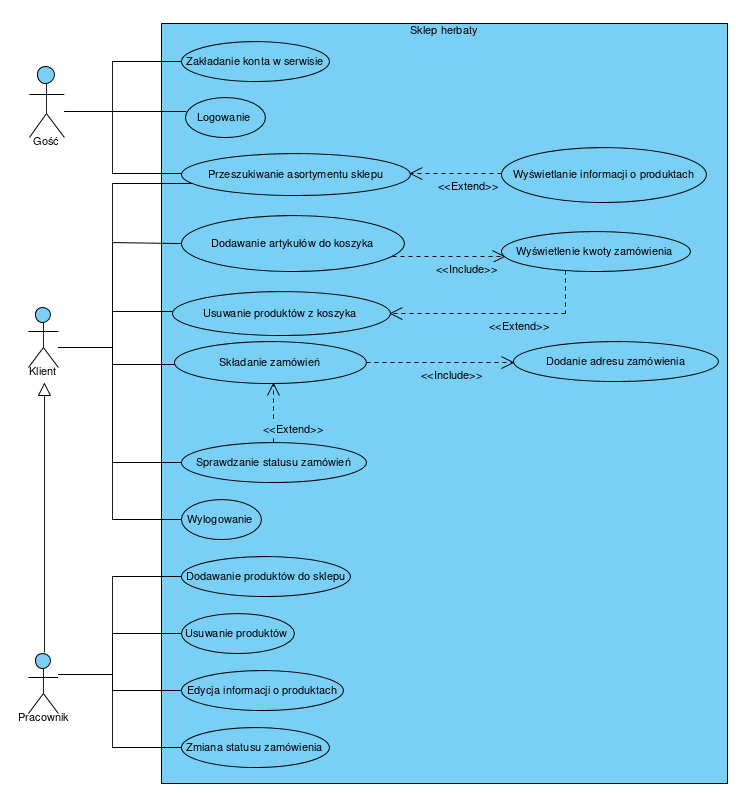 Sklep herbaty
Zakładanie konta w serwisie
Logowanie
Gość
Przeszukiwanie asortymentu sklepu
<<Extend>>
Wyświetlanie informacji o produktach
Dodawanie artykułów do koszyka
<<Include>>
Wyświetlenie kwoty zamówienia
Usuwanie produktów z koszyka
<<Extend>>
Klient
Składanie zamówień
<<Include>>
Dodanie adresu zamówienia
<<Extend>>
Sprawdzanie statusu zamówień
Wylogowanie
Dodawanie produktów do sklepu
Usuwanie produktów
Edycja informacji o produktach
Pracownik
Zmiana statusu zamówienia